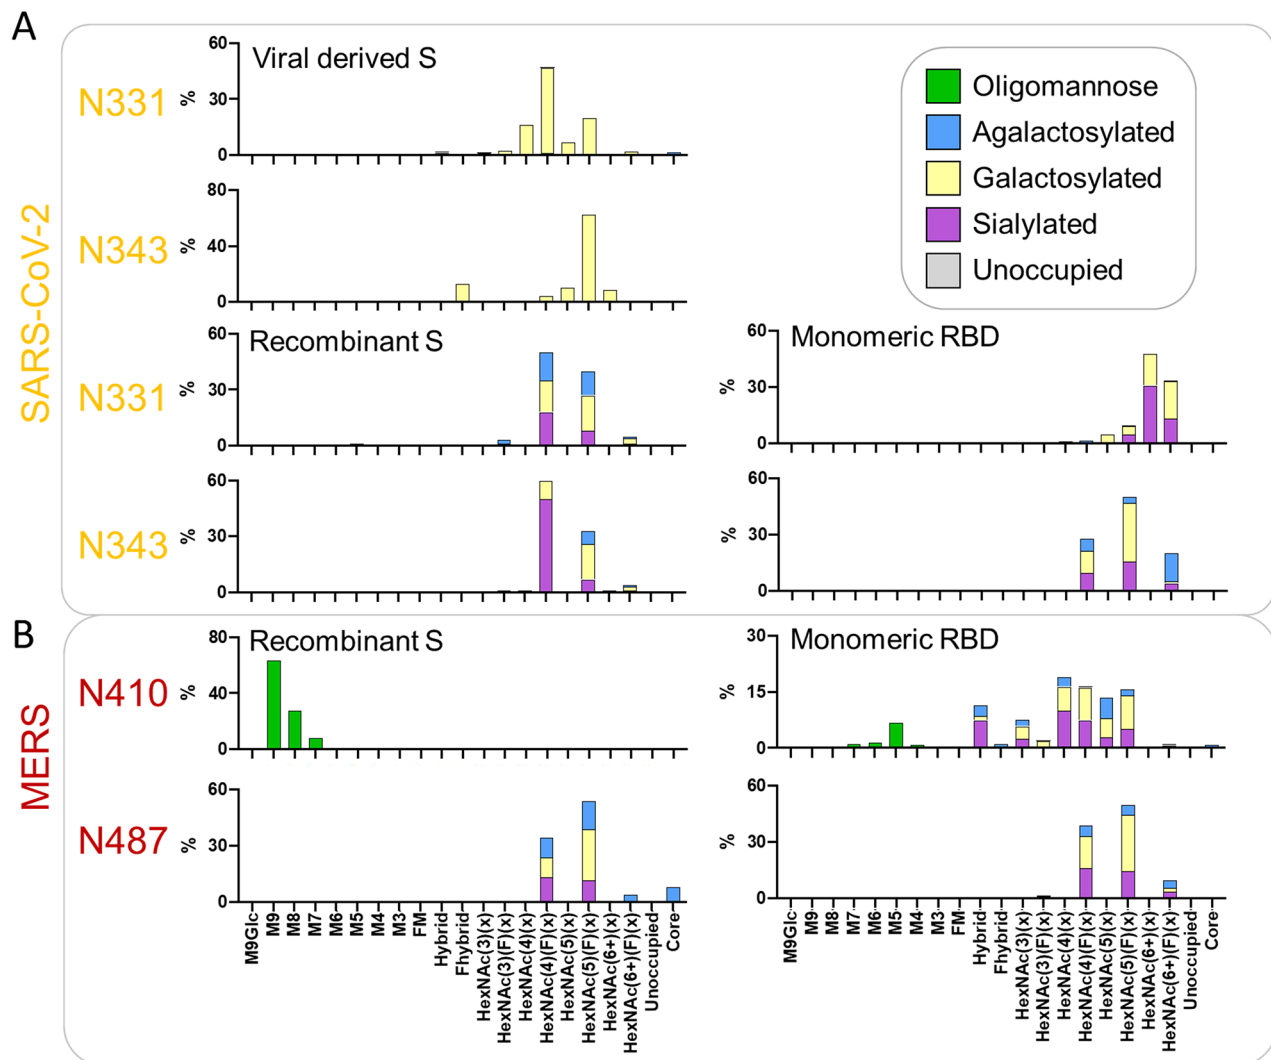 A
SARS-CoV-2
N331
%
60
30
0
Viral derived S
N343
%
80
40
0
Oligomannose
Agalactosylated
Galactosylated
Sialylated
Unoccupied
N331
%
60
30
0
Recombinant S
%
60
30
0
Monomeric RBD
N343
%
60
30
0
%
60
30
0
B
MERS
N410
%
80
40
0
Recombinant S
%
30
15
0
Monomeric RBD
N487
%
60
30
0
%
60
30
0
M9Glc
M9
M8
M7
M6
M5
M4
M3
FM
Hybrid
Fhybrid
HexNAc(3)(x)
HexNAc(3)(F)(x)
HexNAc(4)(x)
HexNAc(4)(F)(x)
HexNAc(5)(x)
HexNAc(5)(F)(x)
HexNAc(6+)(x)
HexNAc(6+)(F)(x)
Unoccupied
Core
M9Glc
M9
M8
M7
M6
M5
M4
M3
FM
Hybrid
Fhybrid
HexNAc(3)(x)
HexNAc(3)(F)(x)
HexNAc(4)(x)
HexNAc(4)(F)(x)
HexNAc(5)(x)
HexNAc(5)(F)(x)
HexNAc(6+)(x)
HexNAc(6+)(F)(x)
Unoccupied
Core